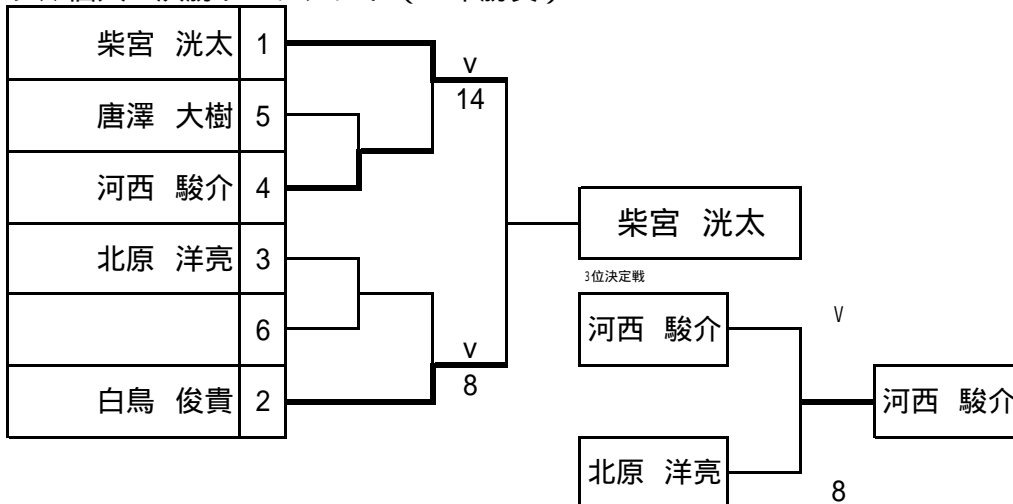 柴宮 洸太 1
V
14
唐澤 大樹 5
河西 駿介 4
柴宮 洸太
北原 洋亮 3
3位決定戦
6
河西 駿介
V
V
8
白鳥 俊貴 2
河西 駿介
北原 洋亮
8